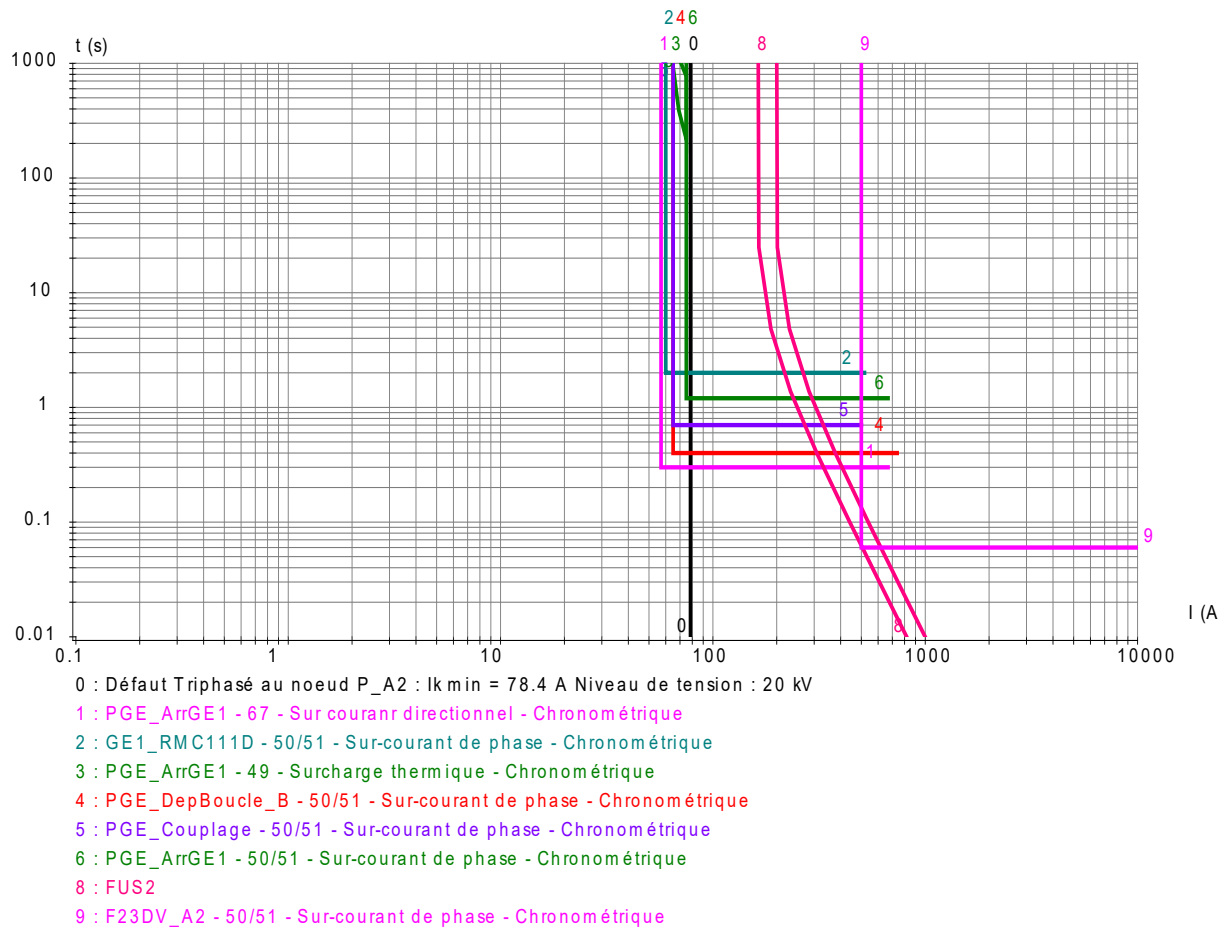 2 4 6
t (s)
1 3 0 8 9
1000
100
10
2
6
1
5
4
1
0.1
9
I (A
0
8
0.01
0.1 1 10 100 1000 10000
0 : Défaut Triphasé au noeud P_A2 : Ik min = 78.4 A Niveau de tension : 20 kV
1 : PGE_ArrGE1 - 67 - Sur couranr directionnel - Chronométrique
2 : GE1_RMC111D - 50/51 - Sur-courant de phase - Chronométrique
3 : PGE_ArrGE1 - 49 - Surcharge thermique - Chronométrique
4 : PGE_DepBoucle_B - 50/51 - Sur-courant de phase - Chronométrique
5 : PGE_Couplage - 50/51 - Sur-courant de phase - Chronométrique
6 : PGE_ArrGE1 - 50/51 - Sur-courant de phase - Chronométrique
8 : FUS2
9 : F23DV_A2 - 50/51 - Sur-courant de phase - Chronométrique